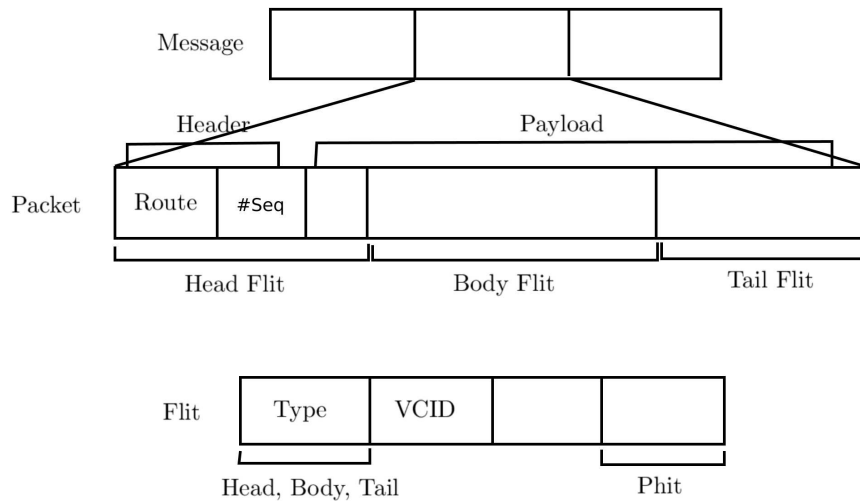 Message
Header
Payload
Packet
Route
#Seq
Head Flit
Body Flit
Tail Flit
Flit
Type
VCID
Head, Body, Tail
Phit